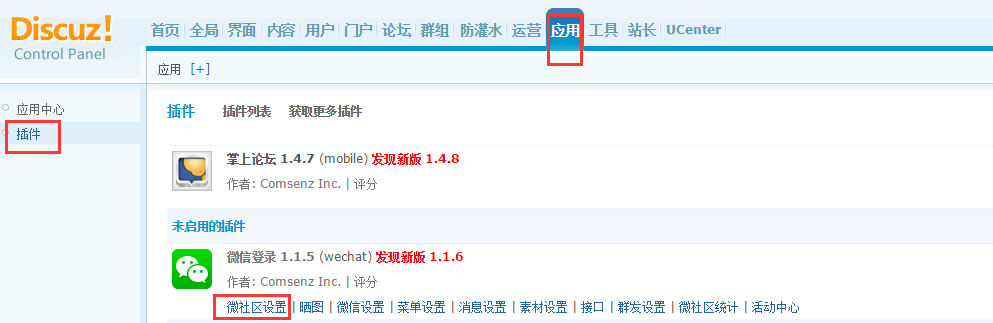 Discuz!
Control Panel
首页 全局 界面 内容 用户 门户 论坛 群组 防灌水 运营 应用 工具 站长 UCenter
应用 [+]
应用中心
插件
插件 插件列表 获取更多插件
掌上论坛 1.4.7 (mobile) 发现新版 1.4.8
作者: Comsenz Inc. | 评分
未启用的插件
微信登录 1.1.5 (wechat) 发现新版 1.1.6
作者: Comsenz Inc. | 评分
微社区设置 | 晒图 | 微信设置 | 菜单设置 | 消息设置 | 素材设置 | 接口 | 群发设置 | 微社区统计 | 活动中心